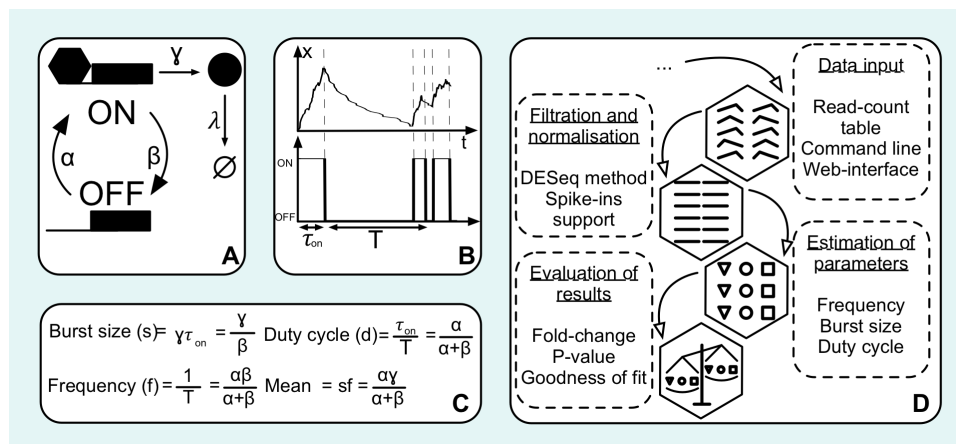 γ
ON
λ
α
β
∅
OFF
A
x
t
ON
OFF
τon
T
B
Burst size (s)= γτon = γ/β Duty cycle (d)= τon/T = α/(α+β)
Frequency (f)= 1/T = αβ/(α+β) Mean = sf= αγ/(α+β)
C
...
Data input
Read-count
table
Command line
Web-interface
Filtration and
normalisation
DESeq method
Spike-ins
support
Estimation of
parameters
Frequency
Burst size
Duty cycle
Evaluation of
results
Fold-change
P-value
Goodness of fit
D